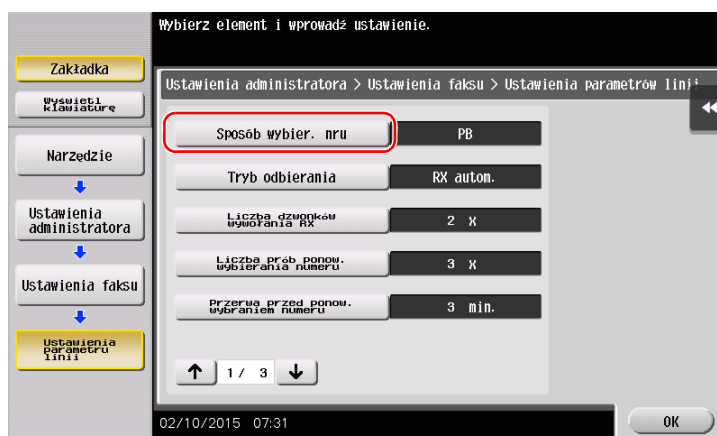 Wybierz element i wprowadź ustawienie.
Zakładka
Wyświetl
klawiaturę
Ustawienia administratora > Ustawienia faksu > Ustawienia parametrów linii
Narzędzie
Ustawienia
administratora
Ustawienia faksu
Ustawienia
parametru
linii
Sposób wybier. nru
PB
Tryb odbierania
RX autom.
Liczba dzwonków
wywołania RX
2 X
Liczba prób ponow.
wybierania numeru
3 X
Przerwa przed ponow.
wybraniem numeru
3 min.
1/ 3
02/10/2015 07:31
OK